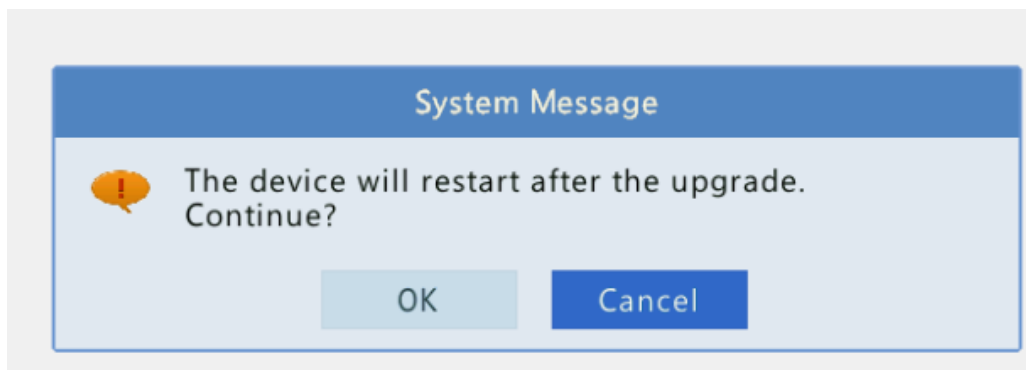 System Message
The device will restart after the upgrade.
Continue?
OK Cancel